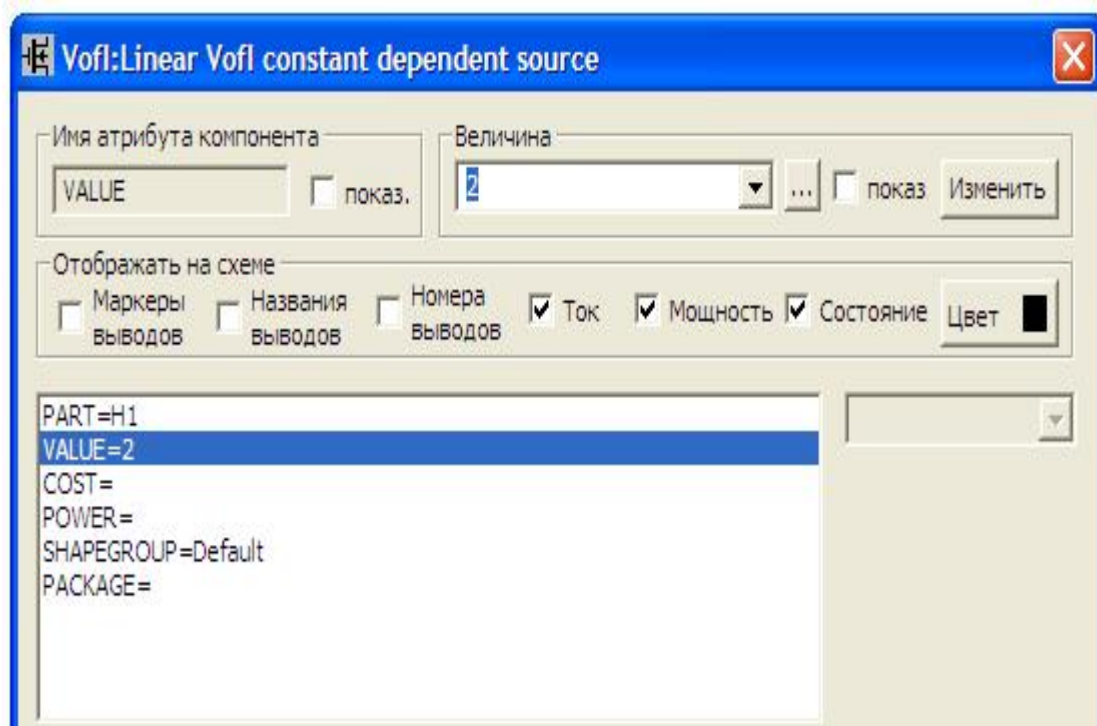 Vofl:Linear Vofl constant dependent source
Имя атрибута компонента
Величина
VALUE
показ.
2
...
показ
Изменить
Отображать на схеме
Маркеры
выводов
Названия
выводов
Номера
выводов
Ток
Мощность
Состояние
Цвет
PART=H1
VALUE=2
COST=
POWER=
SHAPEGROUP=Default
PACKAGE=